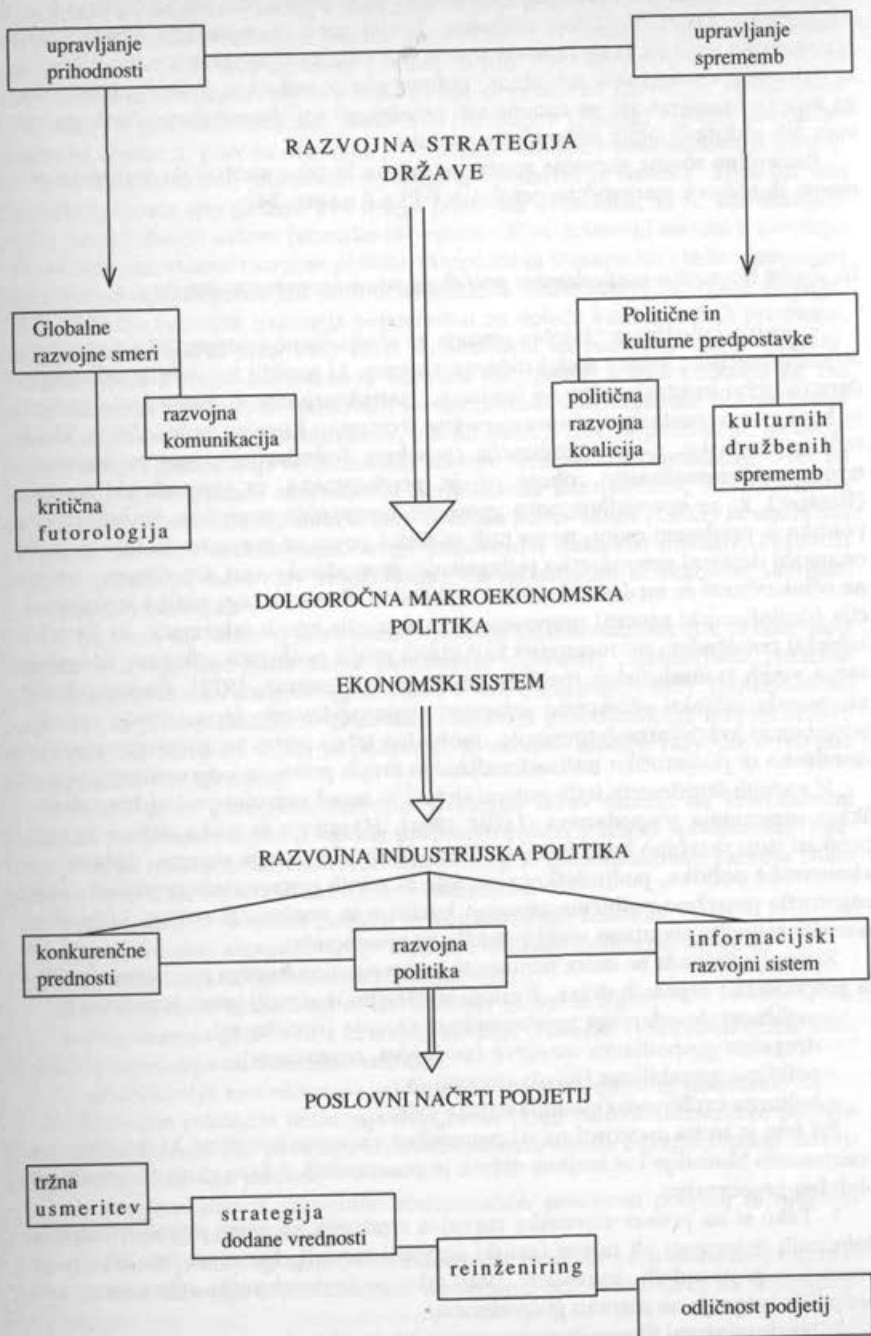 upravljanje
prihodnosti
upravljanje
sprememb
RAZVOJNA STRATEGIJA
DRŽAVE
Globalne
razvojne smeri
Politične in
kulturne predpostavke
razvojna
komunikacija
politična
razvojna
koalicija
kulturnih
družbenih
sprememb
kritična
futorologija
DOLGOROČNA MAKROEKONOMSKA
POLITIKA
EKONOMSKI SISTEM
RAZVOJNA INDUSTRIJSKA POLITIKA
konkurenčne
prednosti
razvojna
politika
informacijski
razvojni sistem
POSLOVNI NAČRTI PODJETIJ
tržna
usmeritev
strategija
dodane vrednosti
reinženiring
odličnost podjetij